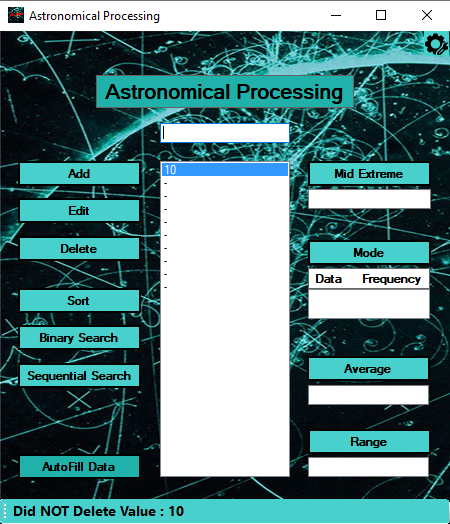 Astronomical Processing
Astronomical Processing
Add
Edit
Delete
Sort
Binary Search
Sequential Search
AutoFill Data
10
-
-
-
-
-
-
-
-
-
Mid Extreme
Mode
Data Frequency
Average
Range
Did NOT Delete Value : 10